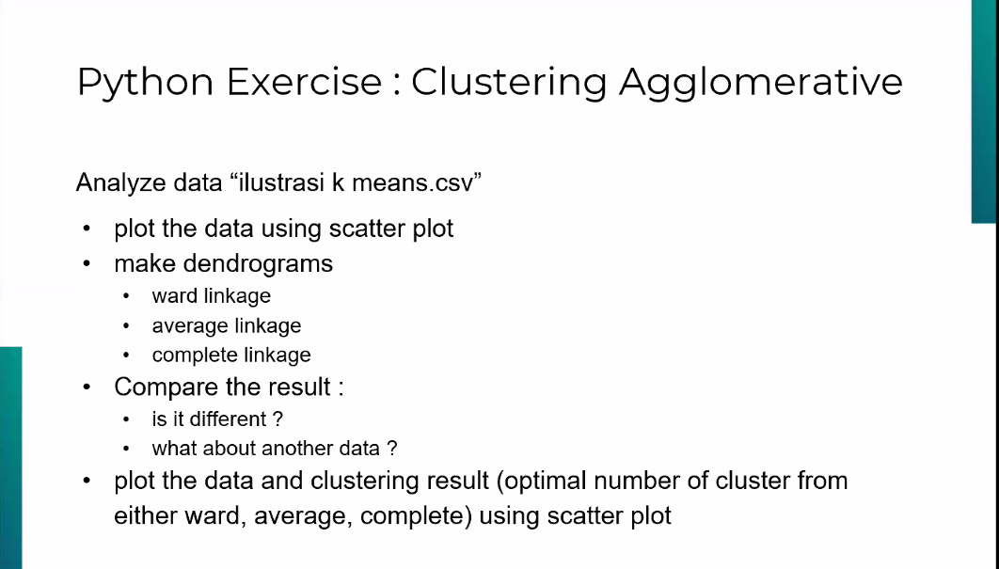 Python Exercise : Clustering Agglomerative
Analyze data “ilustrasi k means.csv”
• plot the data using scatter plot
• make dendrograms
• ward linkage
• average linkage
• complete linkage
• Compare the result :
• is it different ?
• what about another data ?
• plot the data and clustering result (optimal number of cluster from
either ward, average, complete) using scatter plot